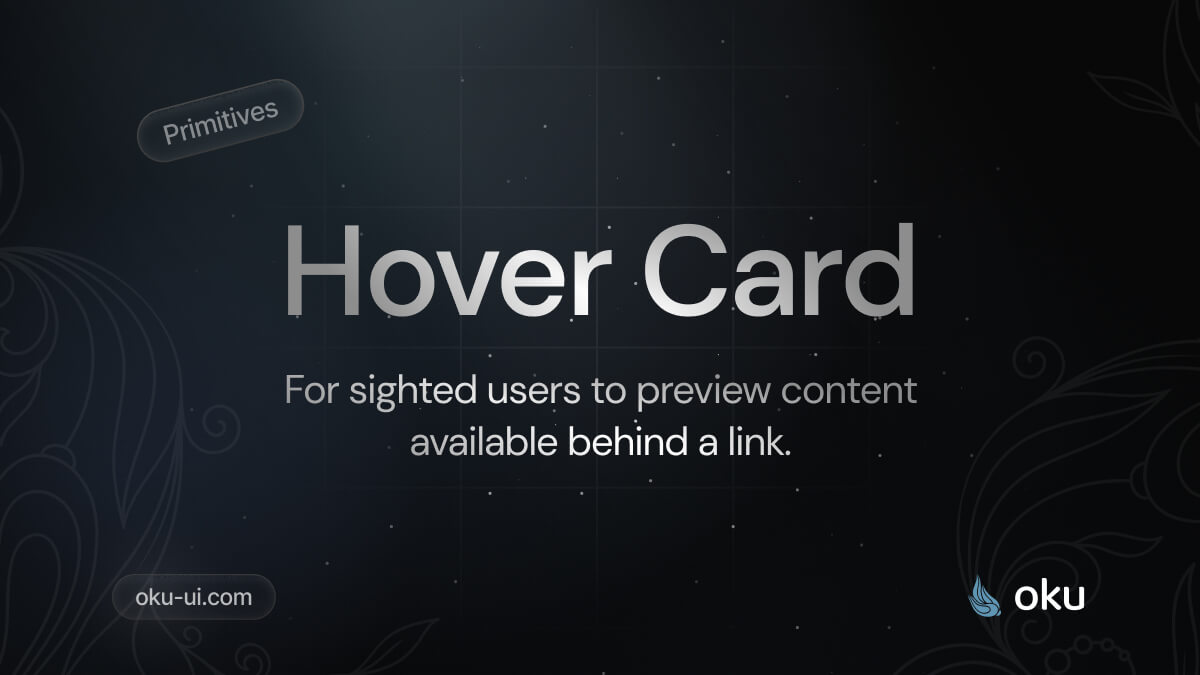 Primitives
Hover Card
For sighted users to preview content
available behind a link.
oku-ui.com
oku